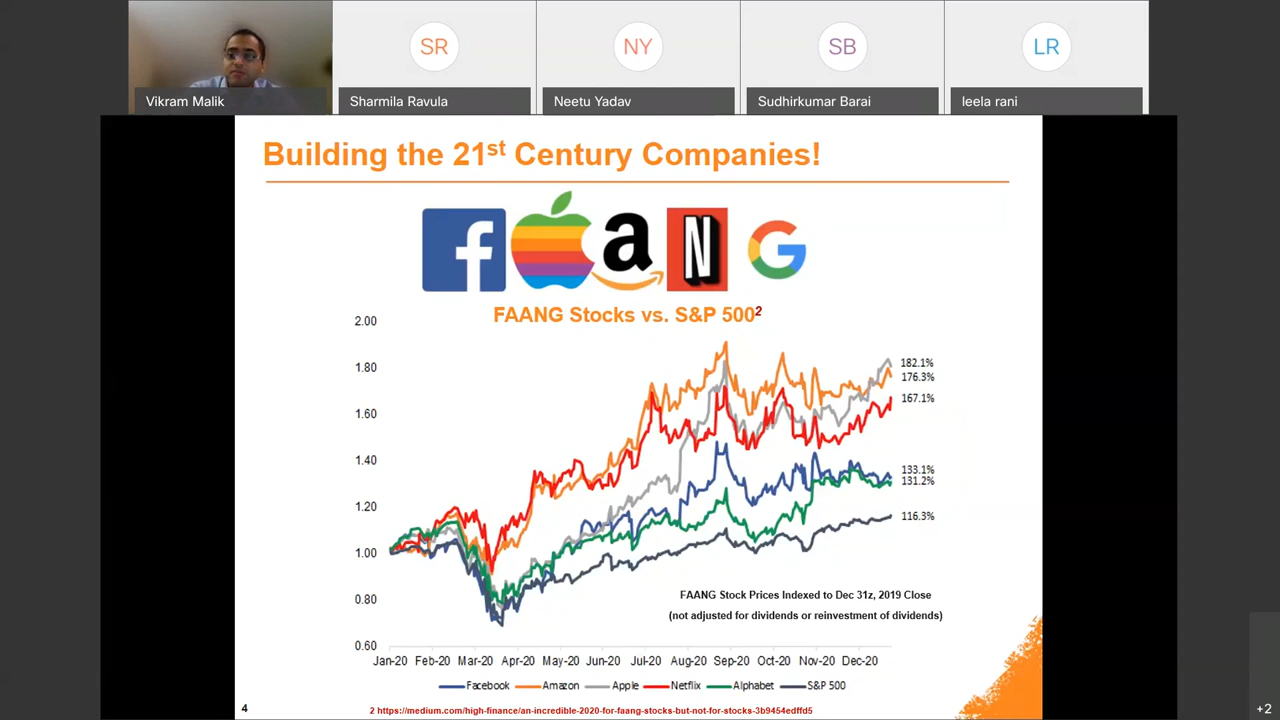 SR
NY
SB
LR
Vikram Malik
Sharmila Ravula
Neetu Yadav
Sudhirkumar Barai
leela rani
Building the 21st Century Companies!
f
a
N
G
FAANG Stocks vs. S&P 500²
2.00
1.80
1.60
1.40
1.20
1.00
0.80
0.60
182.1%
176.3%
167.1%
133.1%
131.2%
116.3%
FAANG Stock Prices Indexed to Dec 31z, 2019 Close
(not adjusted for dividends or reinvestment of dividends)
Jan-20 Feb-20 Mar-20 Apr-20 May-20 Jun-20 Jul-20 Aug-20 Sep-20 Oct-20 Nov-20 Dec-20
Facebook Amazon Apple Netflix Alphabet S&P 500
4
2 https://medium.com/high-finance/an-incredible-2020-for-faang-stocks-but-not-for-stocks-3b9454edffd5
+2